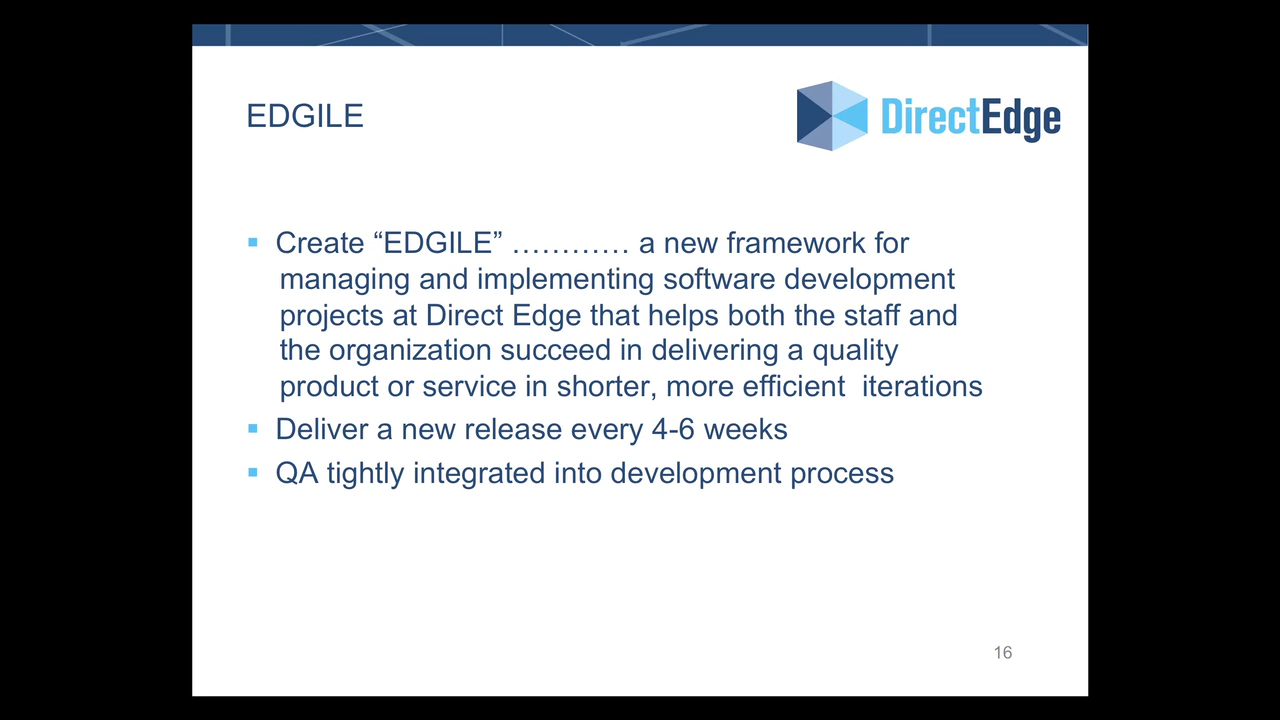 EDGILE
DirectEdge
▪ Create “EDGILE” ………… a new framework for
managing and implementing software development
projects at Direct Edge that helps both the staff and
the organization succeed in delivering a quality
product or service in shorter, more efficient  iterations
▪ Deliver a new release every 4-6 weeks
▪ QA tightly integrated into development process
16